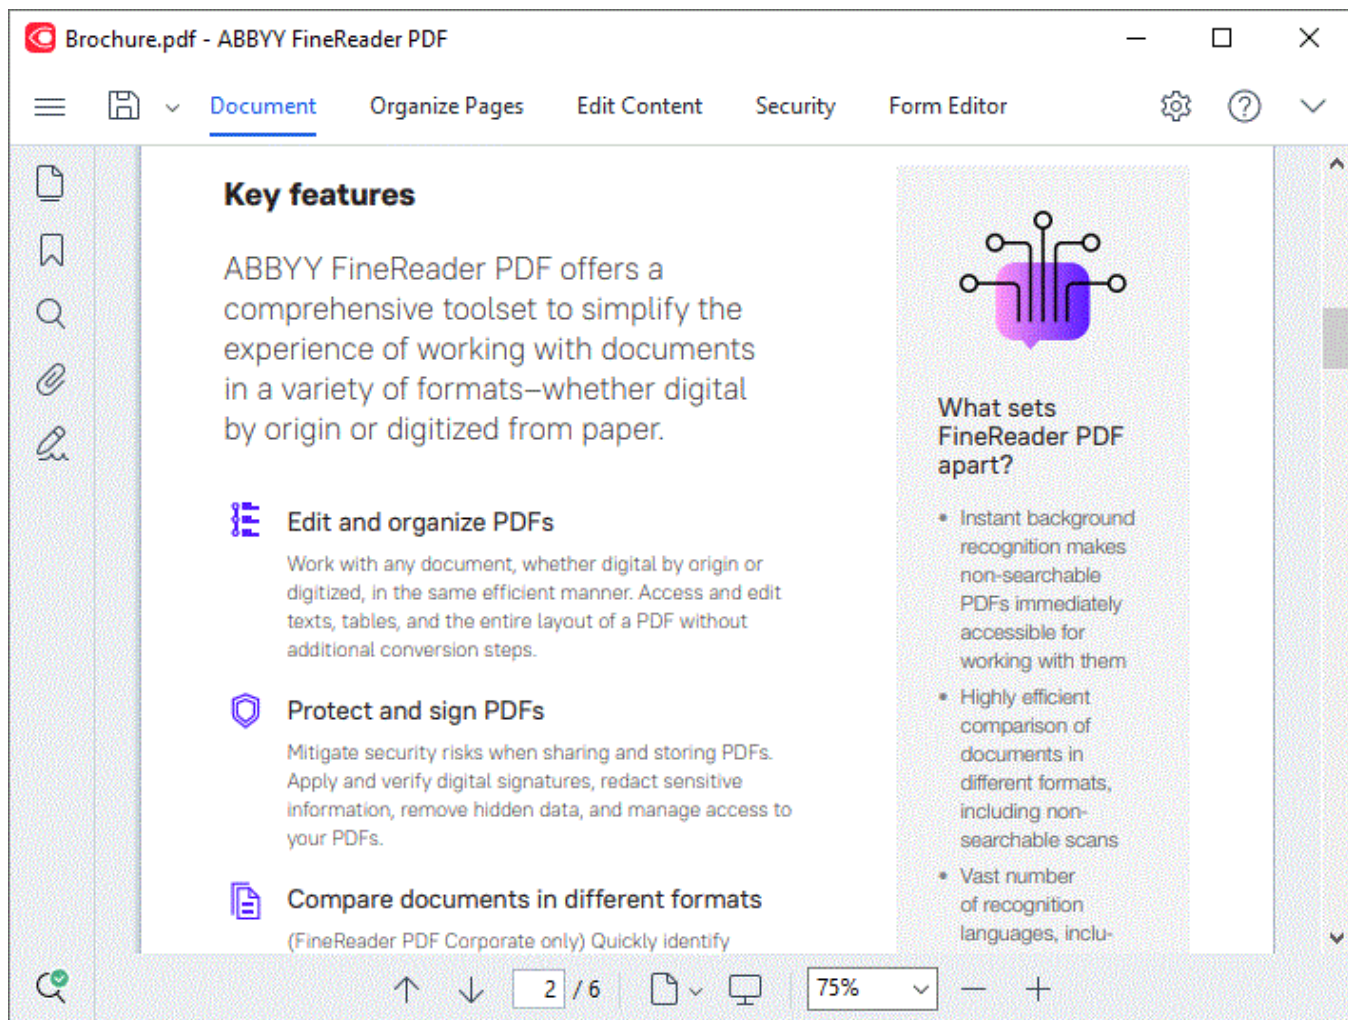 Brochure.pdf - ABBYY FineReader PDF
Document Organize Pages Edit Content Security Form Editor
Key features
ABBYY FineReader PDF offers a
comprehensive toolset to simplify the
experience of working with documents
in a variety of formats–whether digital
by origin or digitized from paper.
Edit and organize PDFs
Work with any document, whether digital by origin or
digitized, in the same efficient manner. Access and edit
texts, tables, and the entire layout of a PDF without
additional conversion steps.
Protect and sign PDFs
Mitigate security risks when sharing and storing PDFs.
Apply and verify digital signatures, redact sensitive
information, remove hidden data, and manage access to
your PDFs.
Compare documents in different formats
(FineReader PDF Corporate only) Quickly identify
What sets
FineReader PDF
apart?
• Instant background
recognition makes
non-searchable
PDFs immediately
accessible for
working with them
• Highly efficient
comparison of
documents in
different formats,
including non-
searchable scans
• Vast number
of recognition
languages, inclu-
2 / 6 75%